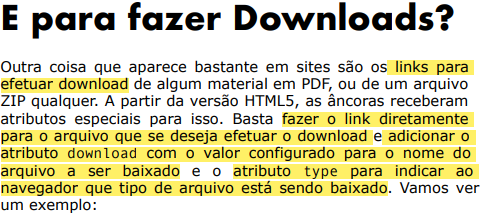 E para fazer Downloads?
Outra coisa que aparece bastante em sites são os links para
efetuar download de algum material em PDF, ou de um arquivo
ZIP qualquer. A partir da versão HTML5, as âncoras receberam
atributos especiais para isso. Basta fazer o link diretamente
para o arquivo que se deseja efetuar o download e adicionar o
atributo download com o valor configurado para o nome do
arquivo a ser baixado e o atributo type para indicar ao
navegador que tipo de arquivo está sendo baixado. Vamos ver
um exemplo: